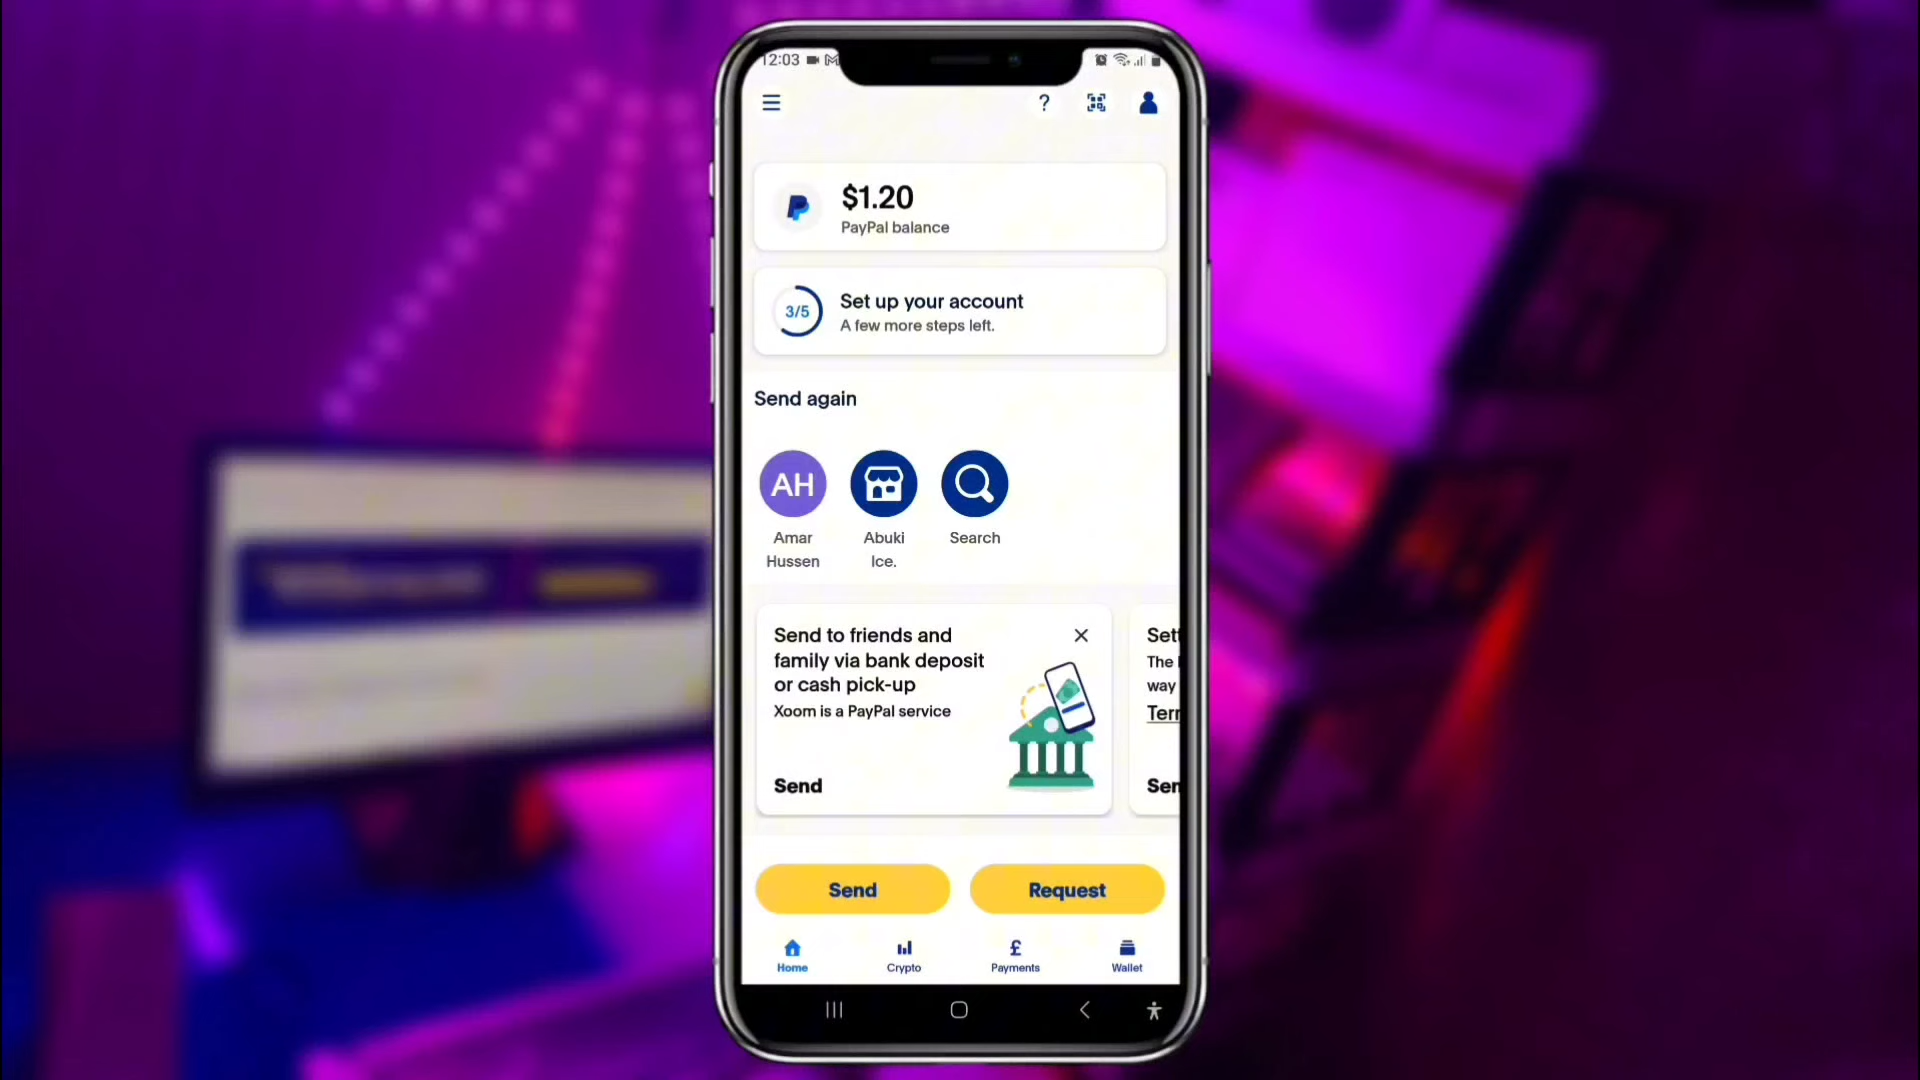 12:03
?
$1.20
PayPal balance
3/5
Set up your account
A few more steps left.
Send again
AH
Amar
Hussen
Abuki
Ice.
Search
Send to friends and
family via bank deposit
or cash pick-up
Xoom is a PayPal service
Send
Set
The
way
Ter
Sen
Send
Request
Home
Crypto
£
Payments
Wallet